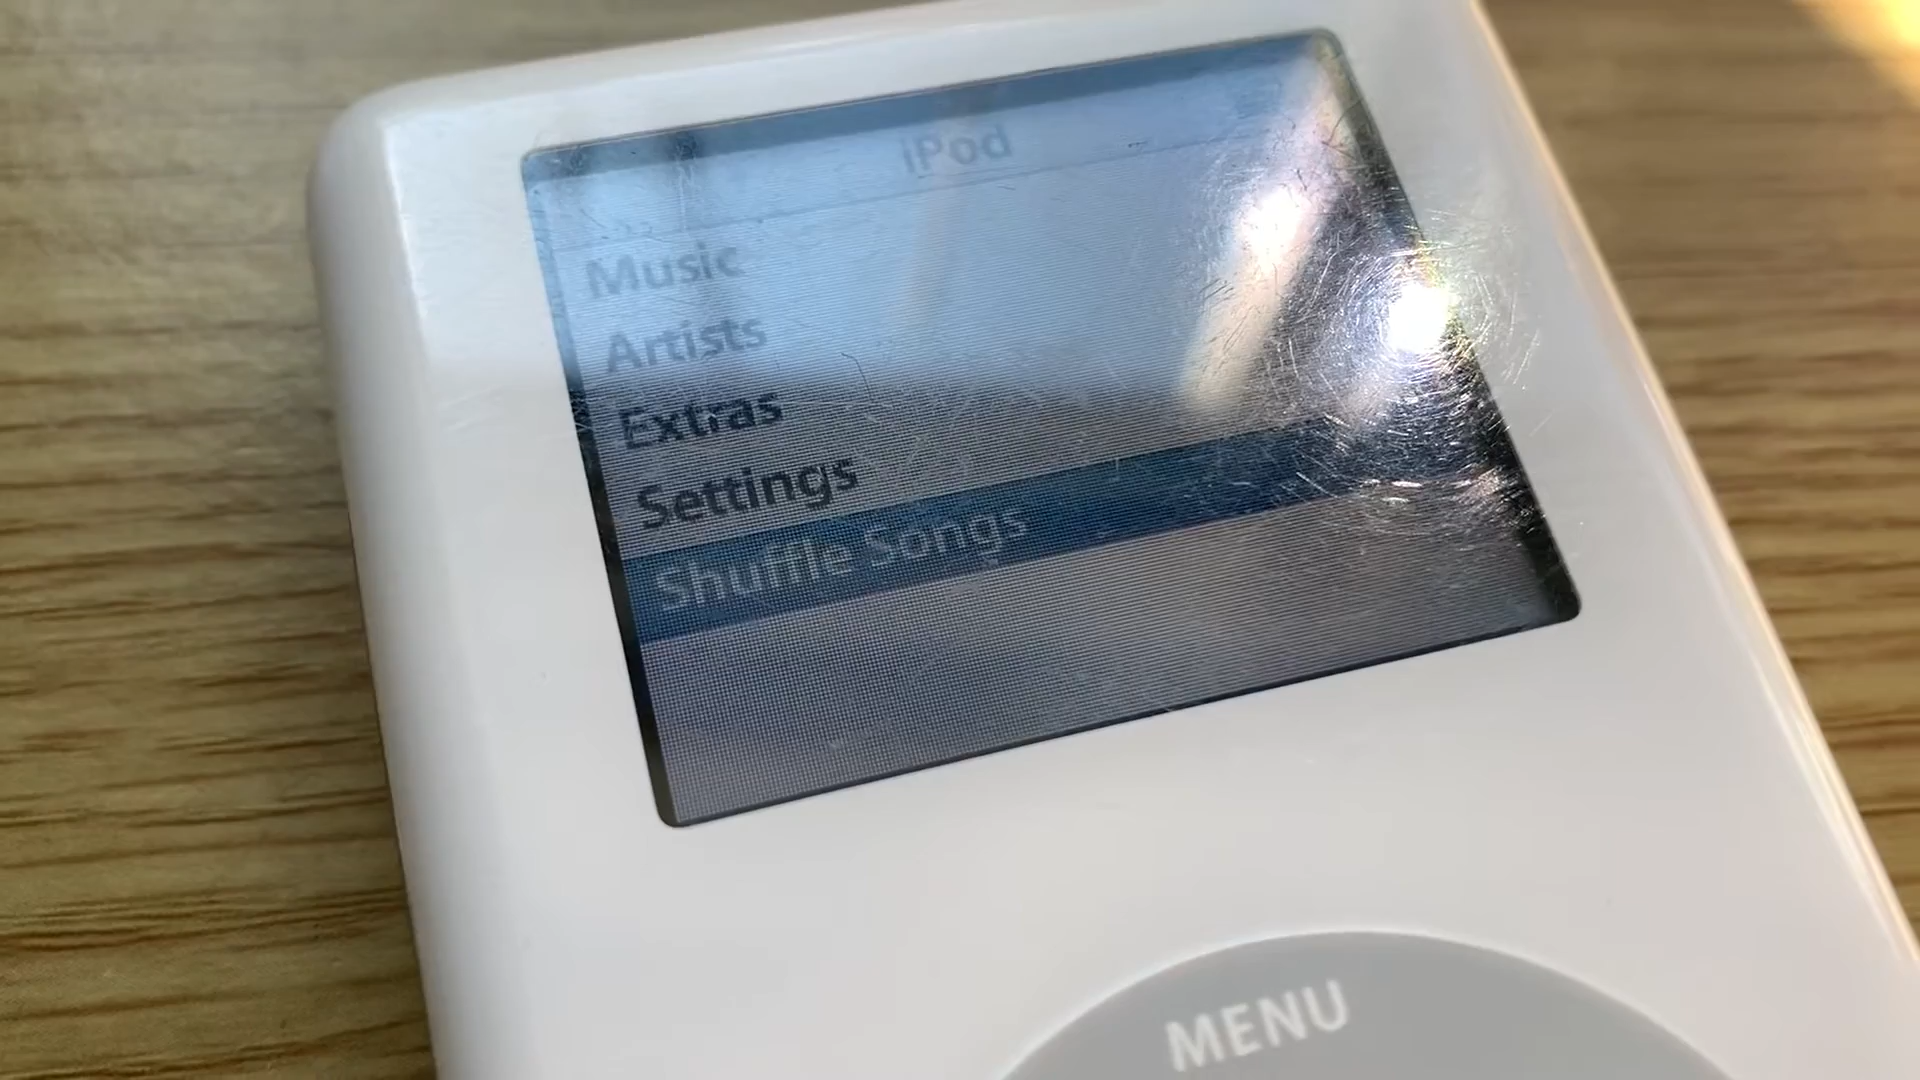 iPod
Music
Artists
Extras
Settings
Shuffle Songs
MENU